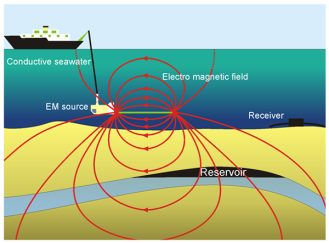 Conductive seawater
Electro magnetic field
EM source
Receiver
Reservoir